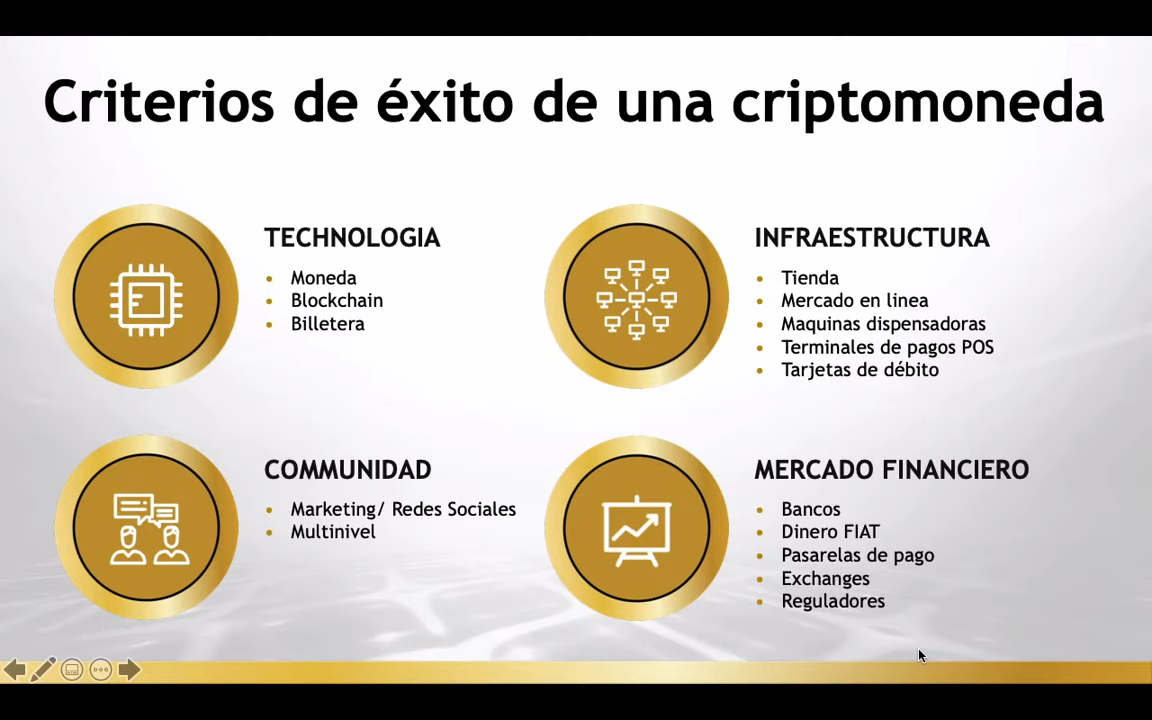 Criterios de éxito de una criptomoneda
TECHNOLOGIA
Moneda
Blockchain
Billetera
INFRAESTRUCTURA
Tienda
Mercado en linea
Maquinas dispensadoras
Terminales de pagos POS
Tarjetas de débito
COMMUNIDAD
Marketing/ Redes Sociales
Multinivel
MERCADO FINANCIERO
Bancos
Dinero FIAT
Pasarelas de pago
Exchanges
Reguladores